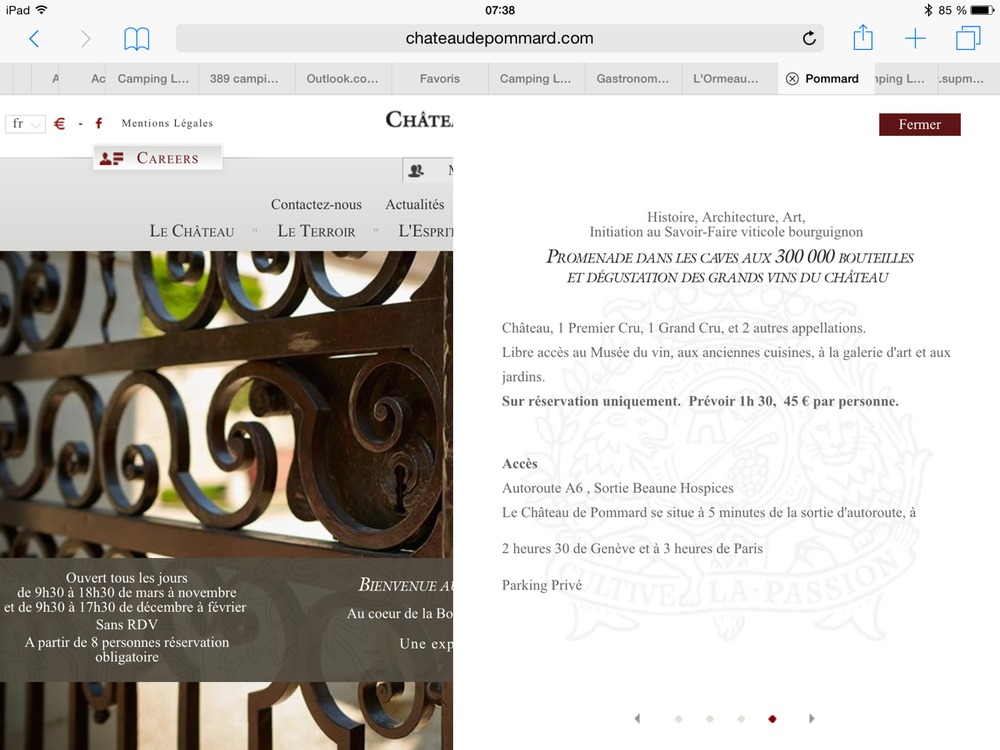 iPad 07:38 85 %
chateaudepommard.com
A Ac Camping L... 389 campi... Outlook.co... Favoris Camping L... Gastronom... L'Ormeau... Pommard nping L... .supm...
fr € - f Mentions Légales
CHÂTE
Fermer
CAREERS
Contactez-nous Actualités
LE CHÂTEAU " LE TERROIR " L'ESPRIT
Ouvert tous les jours
de 9h30 à 18h30 de mars à novembre
et de 9h30 à 17h30 de décembre à février
Sans RDV
A partir de 8 personnes réservation
obligatoire
BIENVENUE AU
Au coeur de la Bo
Une exp
Histoire, Architecture, Art,
Initiation au Savoir-Faire viticole bourguignon
PROMENADE DANS LES CAVES AUX 300 000 BOUTEILLES
ET DÉGUSTATION DES GRANDS VINS DU CHÂTEAU
Château, 1 Premier Cru, 1 Grand Cru, et 2 autres appellations.
Libre accès au Musée du vin, aux anciennes cuisines, à la galerie d'art et aux
jardins.
Sur réservation uniquement. Prévoir 1h 30, 45 € par personne.
Accès
Autoroute A6 , Sortie Beaune Hospices
Le Château de Pommard se situe à 5 minutes de la sortie d'autoroute, à
2 heures 30 de Genève et à 3 heures de Paris
Parking Privé
CULTIVER LA PASSION